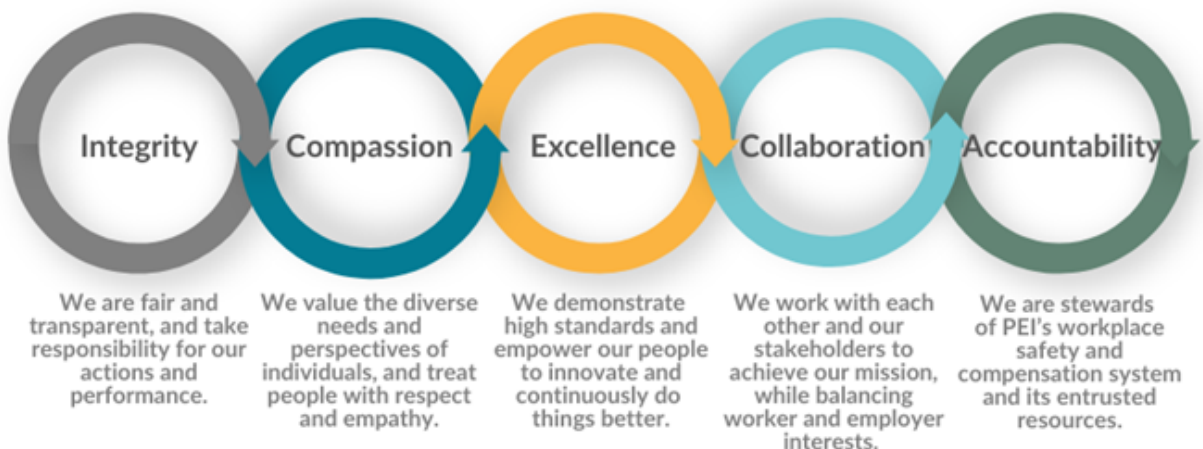 Integrity
Compassion
Excellence
Collaboration
Accountability
We are fair and
transparent, and take
responsibility for our
actions and
performance.
We value the diverse
needs and
perspectives of
individuals, and treat
people with respect
and empathy.
We demonstrate
high standards and
empower our people
to innovate and
continuously do
things better.
We work with each
other and our
stakeholders to
achieve our mission,
while balancing
worker and employer
interests.
We are stewards
of PEI's workplace
safety and
compensation system
and its entrusted
resources.